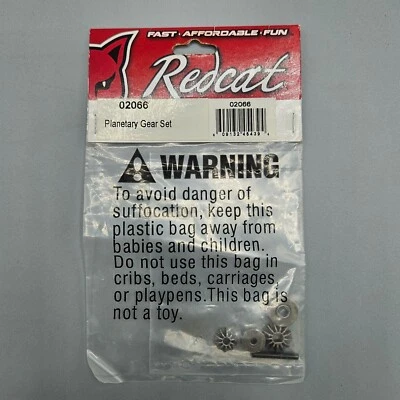 FAST · AFFORDABLE · FUN
Redcat
02066
02066
Planetary Gear Set
WARNING
To avoid danger of
suffocation, keep this
plastic bag away from
babies and children.
Do not use this bag in
cribs, beds, carriages
or playpens.This bag is
not a toy.